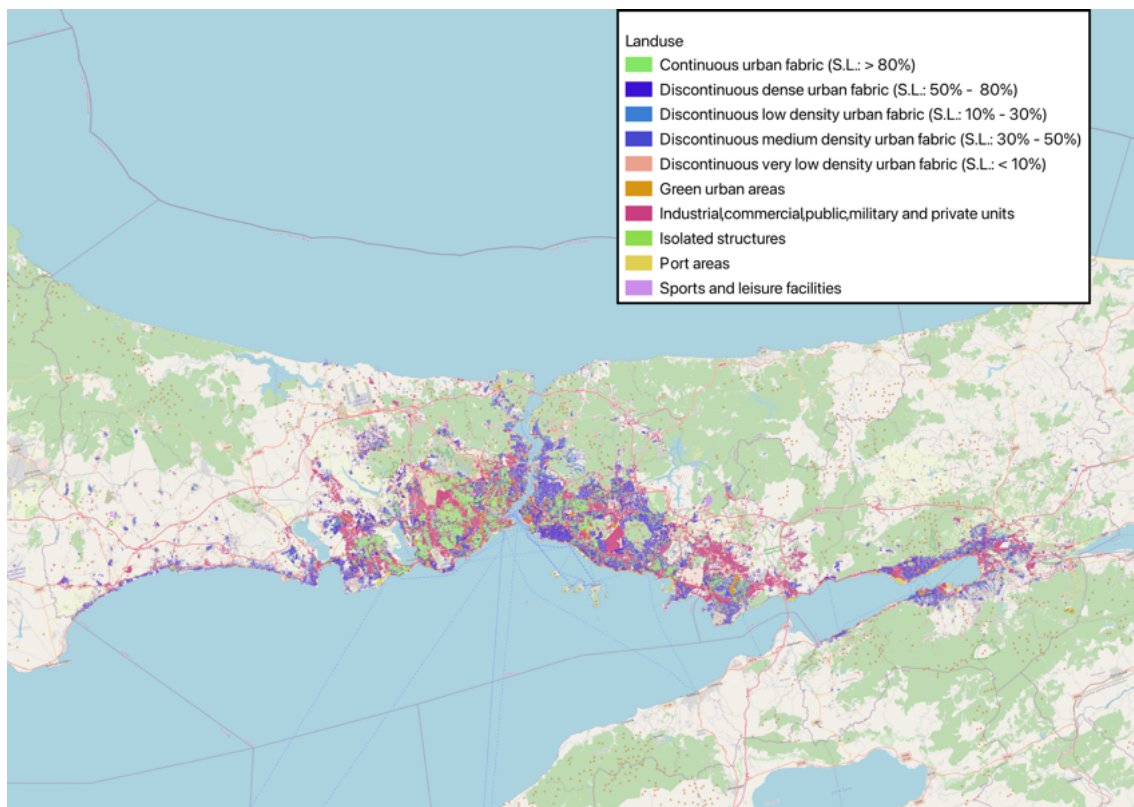 Landuse
Continuous urban fabric (S.L.: > 80%)
Discontinuous dense urban fabric (S.L.: 50% - 80%)
Discontinuous low density urban fabric (S.L.: 10% - 30%)
Discontinuous medium density urban fabric (S.L.: 30% - 50%)
Discontinuous very low density urban fabric (S.L.: < 10%)
Green urban areas
Industrial,commercial,public,military and private units
Isolated structures
Port areas
Sports and leisure facilities